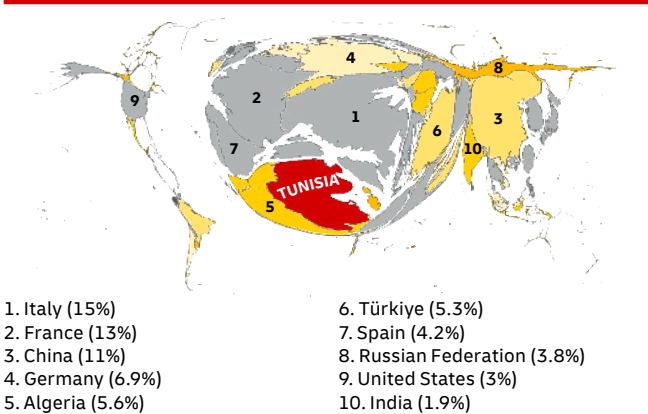 4
8
2
9
1
3
6
7
10
TUNISIA
5
1. Italy (15%)
2. France (13%)
3. China (11%)
4. Germany (6.9%)
5. Algeria (5.6%)
6. Türkiye (5.3%)
7. Spain (4.2%)
8. Russian Federation (3.8%)
9. United States (3%)
10. India (1.9%)